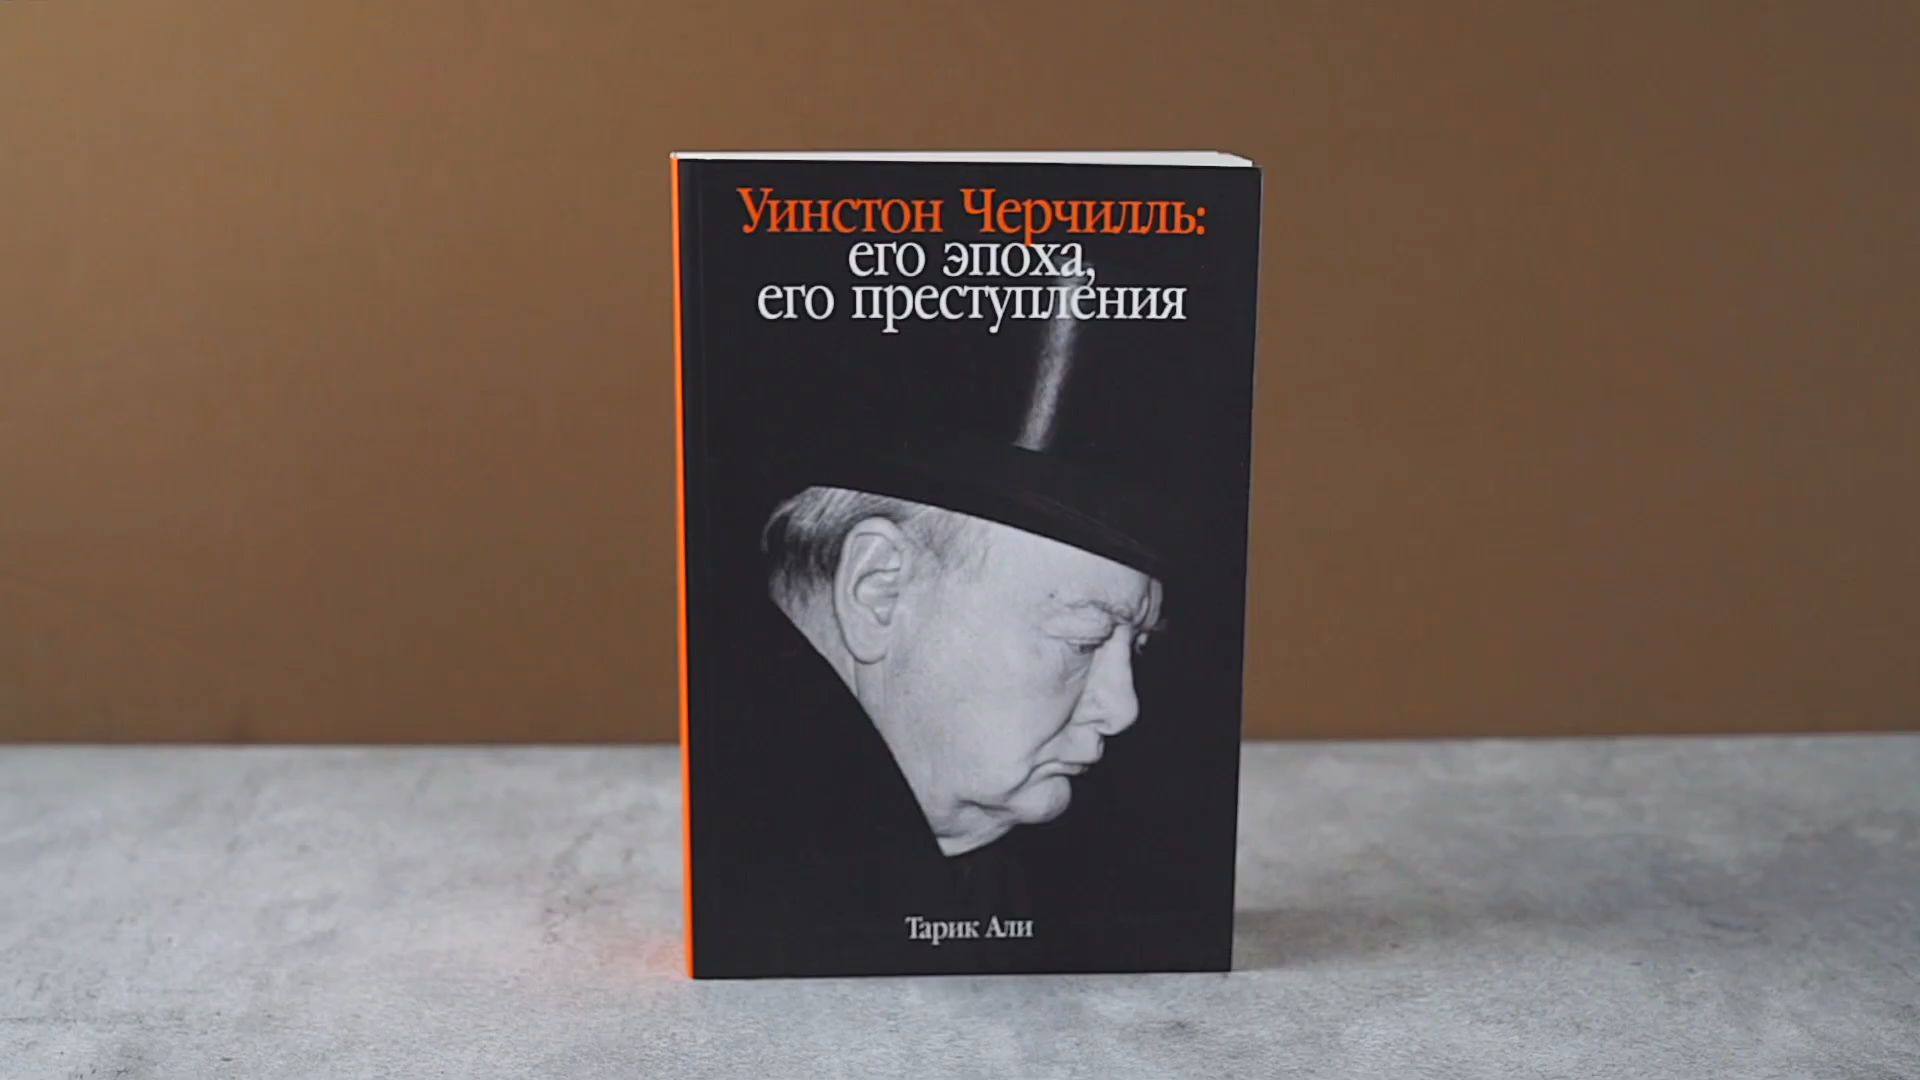 Уинстон Черчилль:
его эпоха,
его преступления
Тарик Али